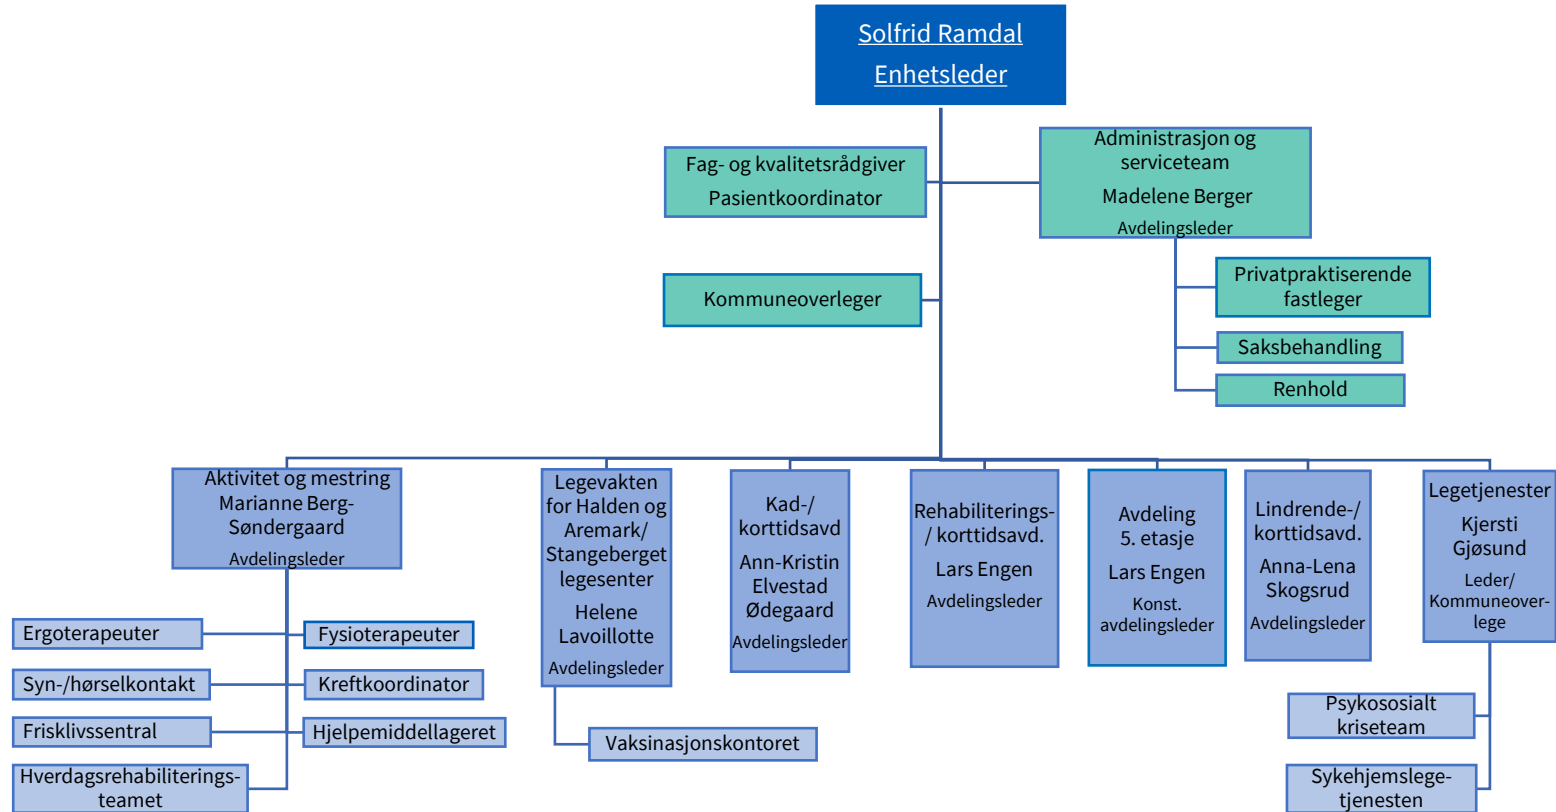 Solfrid Ramdal
Enhetsleder
Fag- og kvalitetsrådgiver
Pasientkoordinator
Administrasjon og
serviceteam
Madelene Berger
Avdelingsleder
Kommuneoverleger
Privatpraktiserende
fastleger
Saksbehandling
Renhold
Aktivitet og mestring
Marianne Berg-
Søndergaard
Avdelingsleder
Ergoterapeuter
Fysioterapeuter
Syn-/hørselkontakt
Kreftkoordinator
Frisklivssentral
Hjelpemiddellageret
Hverdagsrehabiliterings-
teamet
Legevakten
for Halden og
Aremark/
Stangeberget
legesenter
Helene
Lavoillotte
Avdelingsleder
Vaksinasjonskontoret
Kad-/
korttidsavd
Ann-Kristin
Elvestad
Ødegaard
Avdelingsleder
Rehabiliterings-
/ korttidsavd.
Lars Engen
Avdelingsleder
Avdeling
5. etasje
Lars Engen
Konst.
avdelingsleder
Lindrende-/
korttidsavd.
Anna-Lena
Skogsrud
Avdelingsleder
Legetjenester
Kjersti
Gjøsund
Leder/
Kommuneover-
lege
Psykososialt
kriseteam
Sykehjemslege-
tjenesten